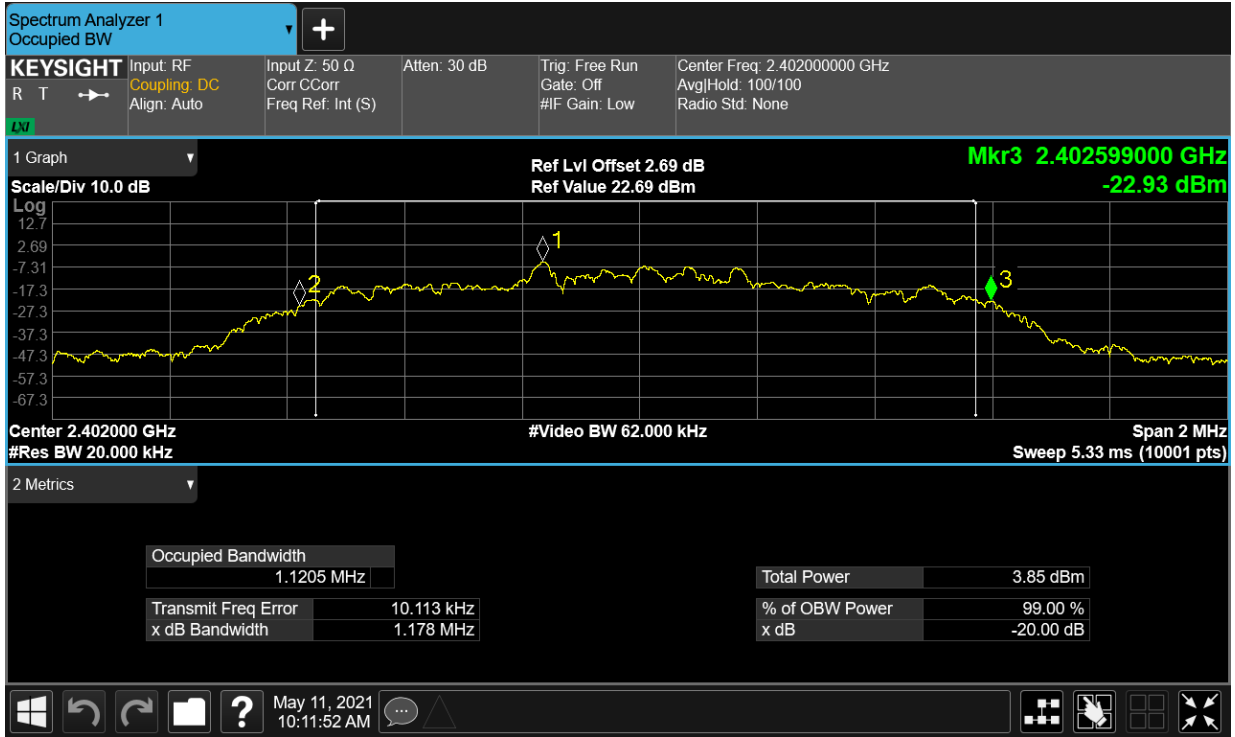 Spectrum Analyzer 1
Occupied BW
KEYSIGHT
R T
LXI
Input: RF
Coupling: DC
Align: Auto
Input Z: 50 Ω
Corr CCorr
Freq Ref: Int (S)
Atten: 30 dB
Trig: Free Run
Gate: Off
#IF Gain: Low
Center Freq: 2.402000000 GHz
Avg|Hold: 100/100
Radio Std: None
1 Graph
Scale/Div 10.0 dB
Ref Lvl Offset 2.69 dB
Ref Value 22.69 dBm
Mkr3 2.402599000 GHz
-22.93 dBm
Log
12.7
2.69
-7.31
-17.3
-27.3
-37.3
-47.3
-57.3
-67.3
1
2
3
Center 2.402000 GHz
#Video BW 62.000 kHz
Span 2 MHz
#Res BW 20.000 kHz
Sweep 5.33 ms (10001 pts)
2 Metrics
Occupied Bandwidth
1.1205 MHz
Transmit Freq Error 10.113 kHz
x dB Bandwidth 1.178 MHz
Total Power 3.85 dBm
% of OBW Power 99.00 %
x dB -20.00 dB
?
May 11, 2021
10:11:52 AM